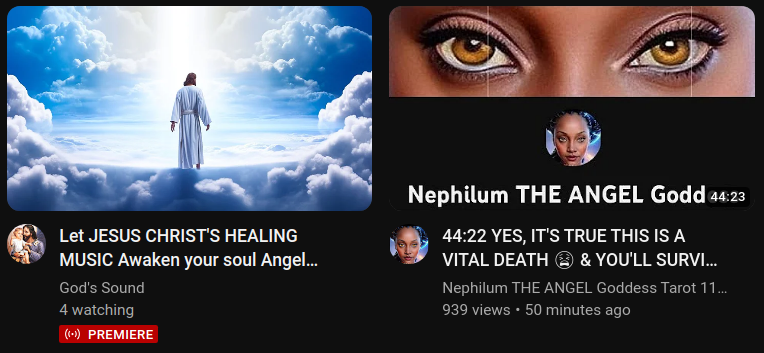 Nephilum THE ANGEL Godd
44:23
Let JESUS CHRIST'S HEALING
MUSIC Awaken your soul Angel...
God's Sound
4 watching
PREMIERE
44:22 YES, IT'S TRUE THIS IS A
VITAL DEATH 😫 & YOU'LL SURVI...
Nephilum THE ANGEL Goddess Tarot 11...
939 views • 50 minutes ago